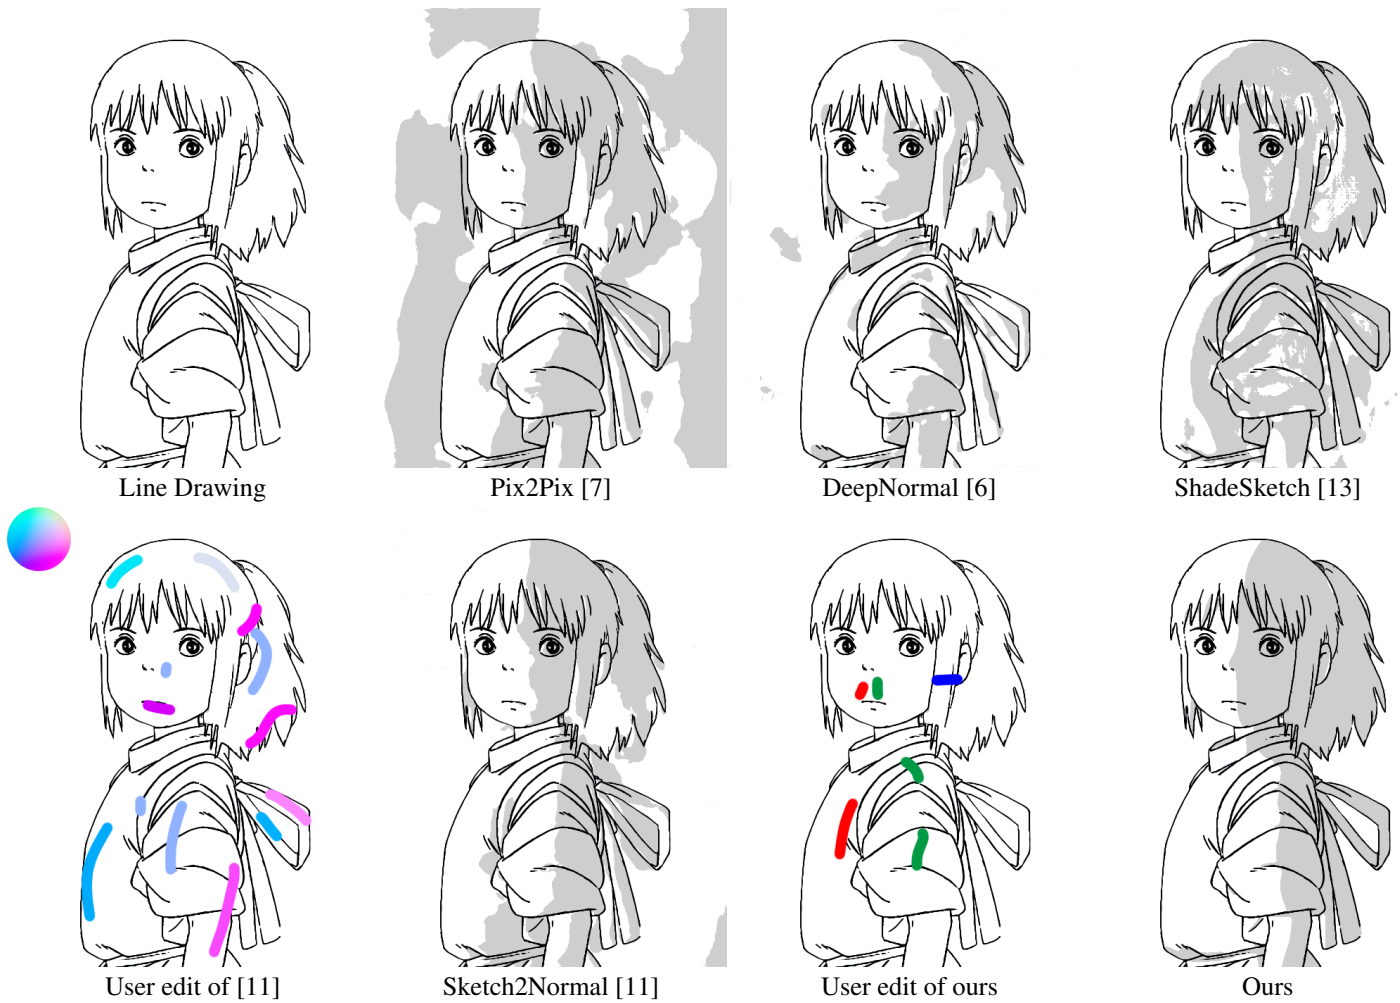 Line Drawing
Pix2Pix [7]
DeepNormal [6]
ShadeSketch [13]
User edit of [11]
Sketch2Normal [11]
User edit of ours
Ours